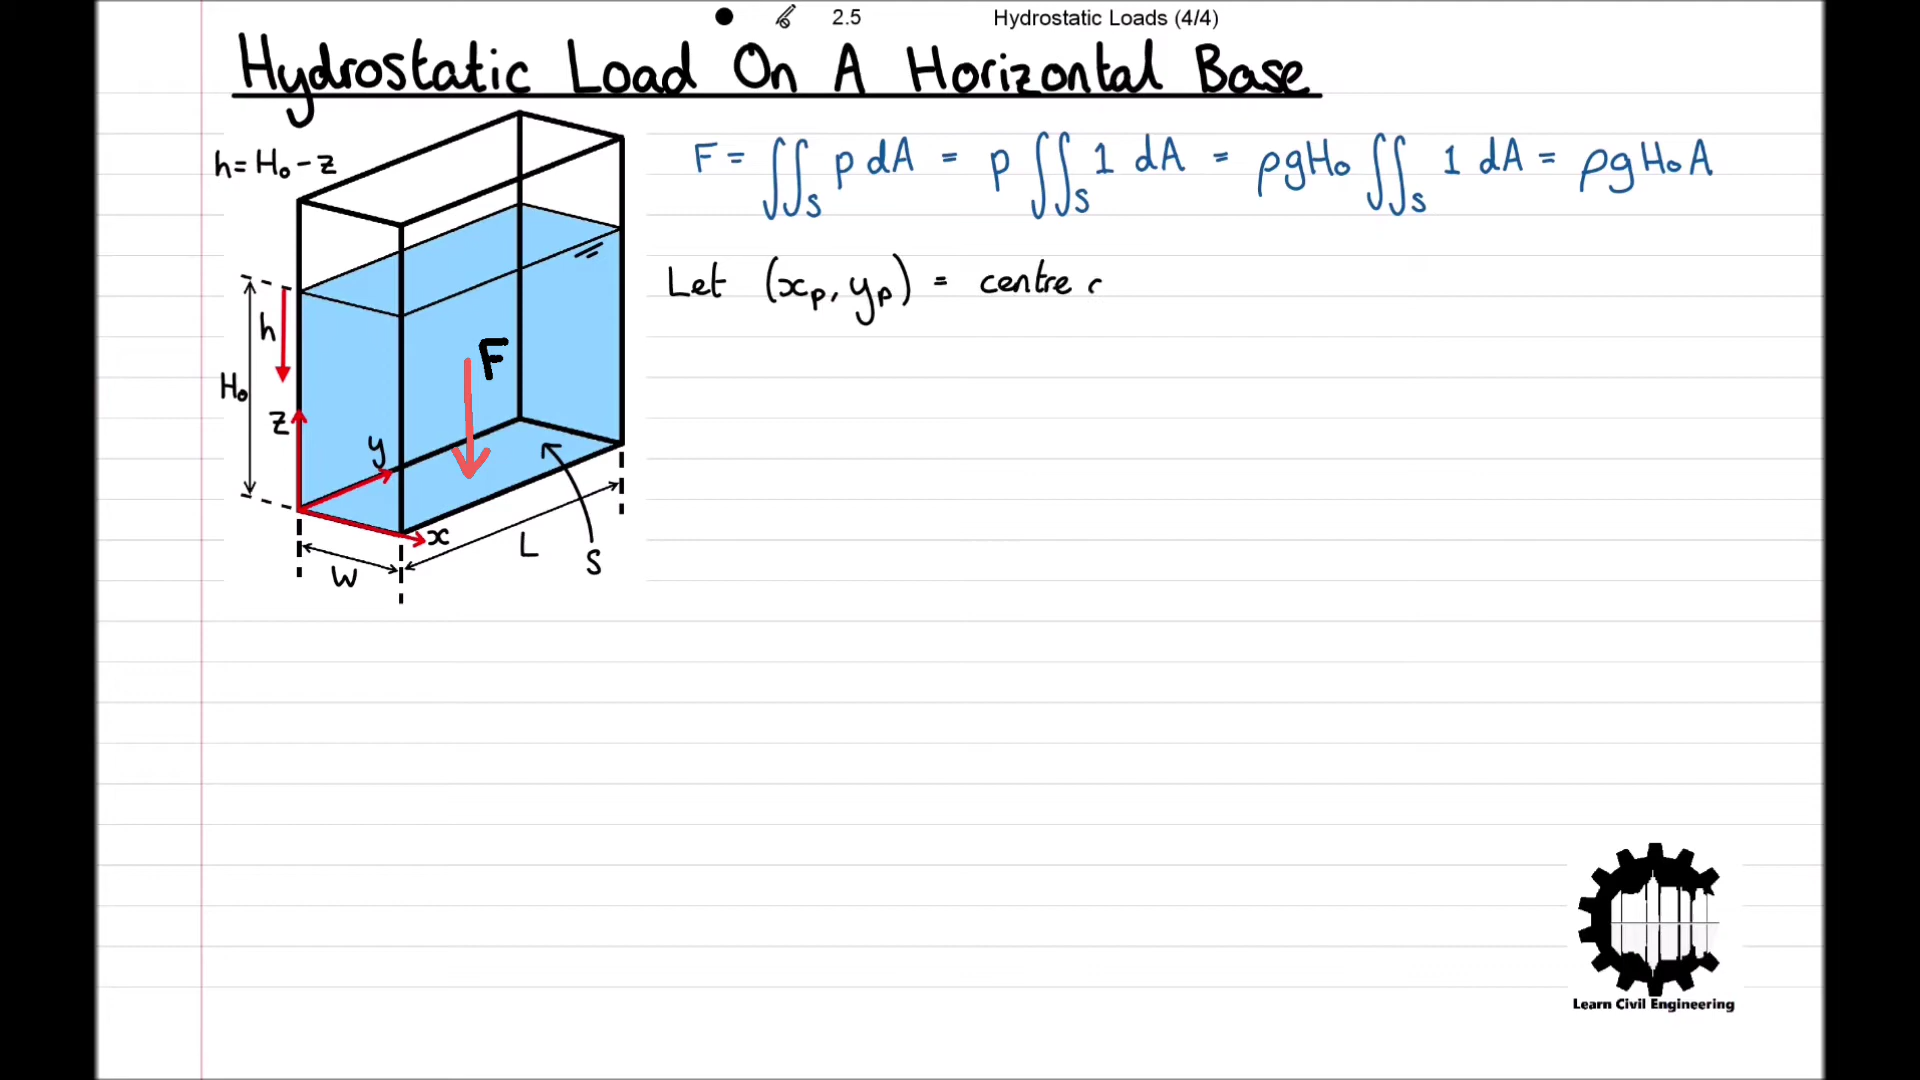 2.5 Hydrostatic Loads (4/4)
Hydrostatic Load On A Horizontal Base
h = H₀ - z
F = ∬ₛ p dA = p ∬ₛ 1 dA = ρgH₀ ∬ₛ 1 dA = ρgH₀A
Let (xₚ, yₚ) = centre
h
F
H₀
z
y
x
L
S
W
Learn Civil Engineering